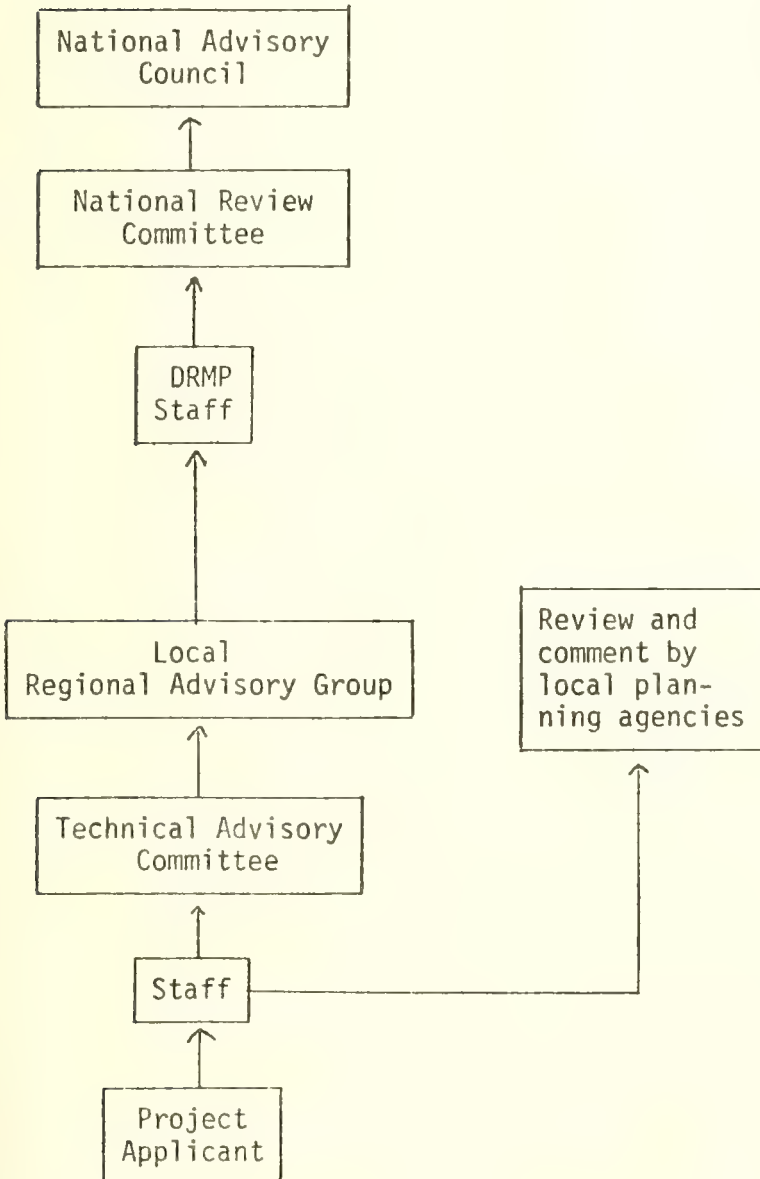 National Advisory
Council
National Review
Committee
DRMP
Staff
Local
Regional Advisory Group
Review and
comment by
local plan-
ning agencies
Technical Advisory
Committee
Staff
Project
Applicant